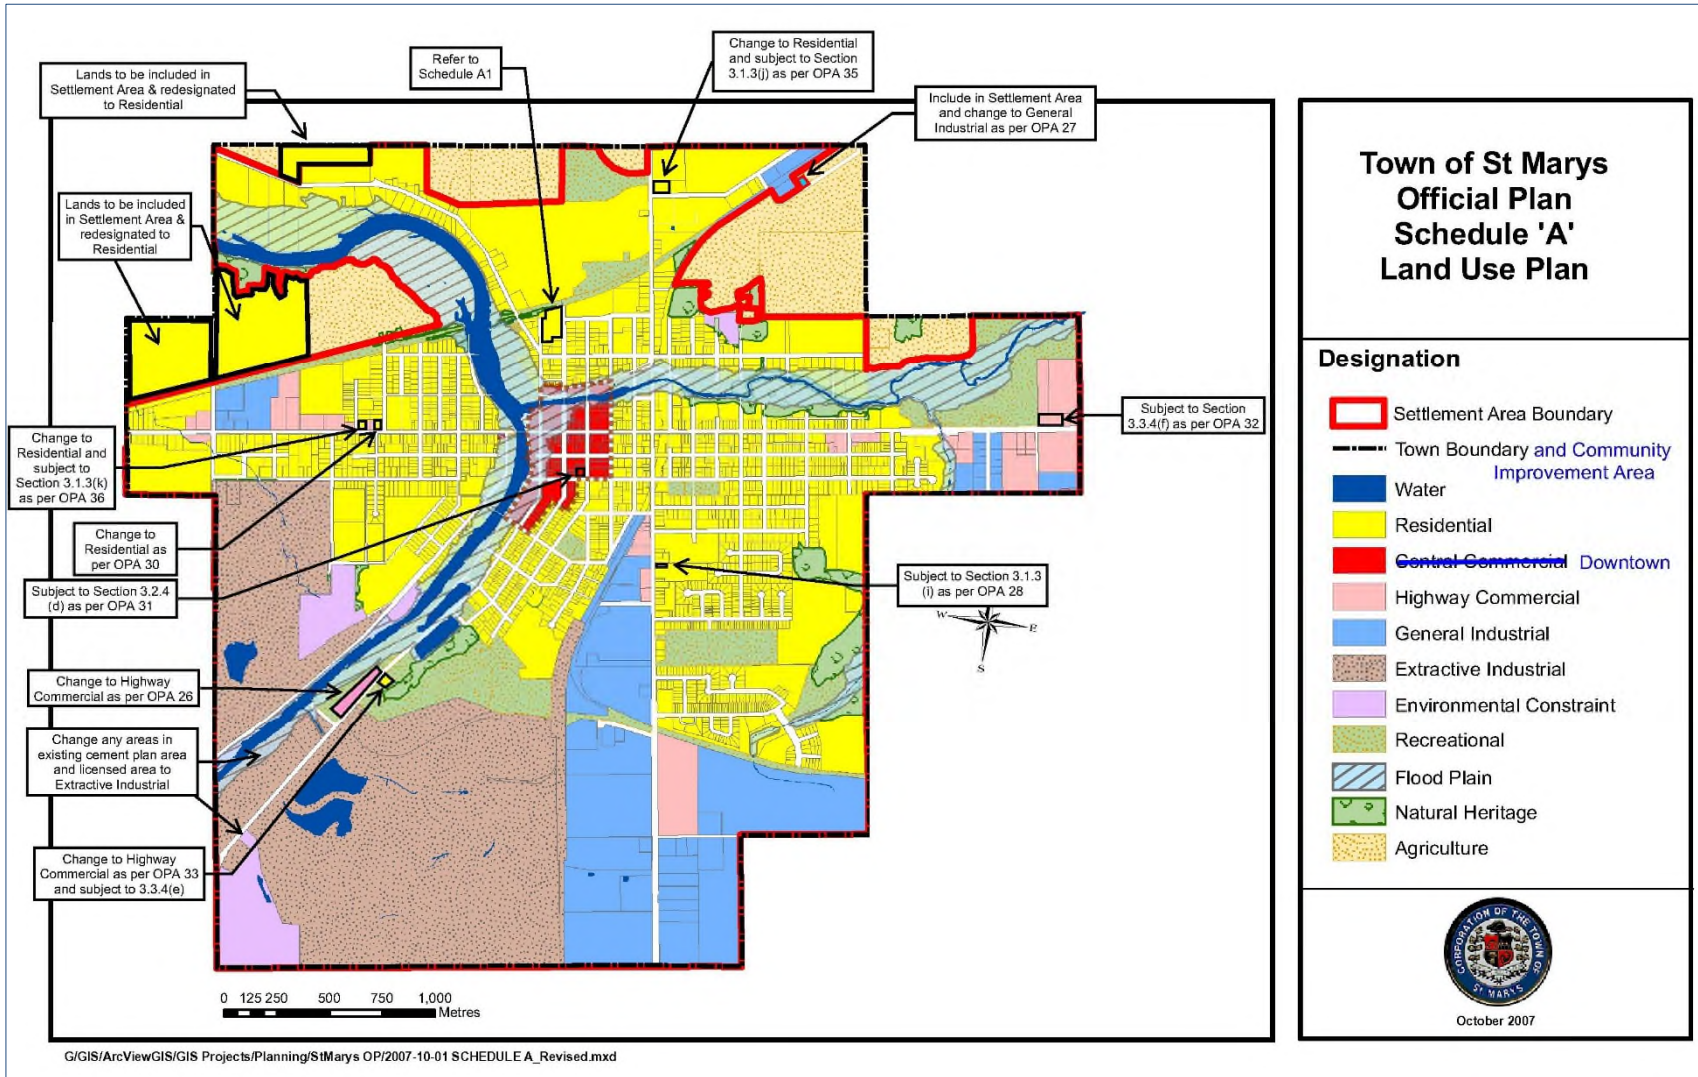 Lands to be included in
Settlement Area & redesignated
to Residential
Refer to
Schedule A1
Change to Residential
and subject to Section
3.1.3(j) as per OPA 35
Include in Settlement Area
and change to General
Industrial as per OPA 27
Lands to be included
in Settlement Area &
redesignated to
Residential
Change to
Residential and
subject to
Section 3.1.3(k)
as per OPA 36
Change to
Residential as
per OPA 30
Subject to Section 3.2.4
(d) as per OPA 31
Subject to Section
3.3.4(f) as per OPA 32
Subject to Section 3.1.3
(i) as per OPA 28
W
E
S
Change to Highway
Commercial as per OPA 26
Change any areas in
existing cement plan area
and licensed area to
Extractive Industrial
Change to Highway
Commercial as per OPA 33
and subject to 3.3.4(e)
0 125 250 500 750 1,000
Metres
G/GIS/ArcViewGIS/GIS Projects/Planning/StMarys OP/2007-10-01 SCHEDULE A_Revised.mxd
Town of St Marys
Official Plan
Schedule 'A'
Land Use Plan
Designation
Settlement Area Boundary
Town Boundary and Community
Improvement Area
Water
Residential
Central Commercial Downtown
Highway Commercial
General Industrial
Extractive Industrial
Environmental Constraint
Recreational
Flood Plain
Natural Heritage
Agriculture
CORPORATION OF THE TOWN OF
ST MARYS
October 2007